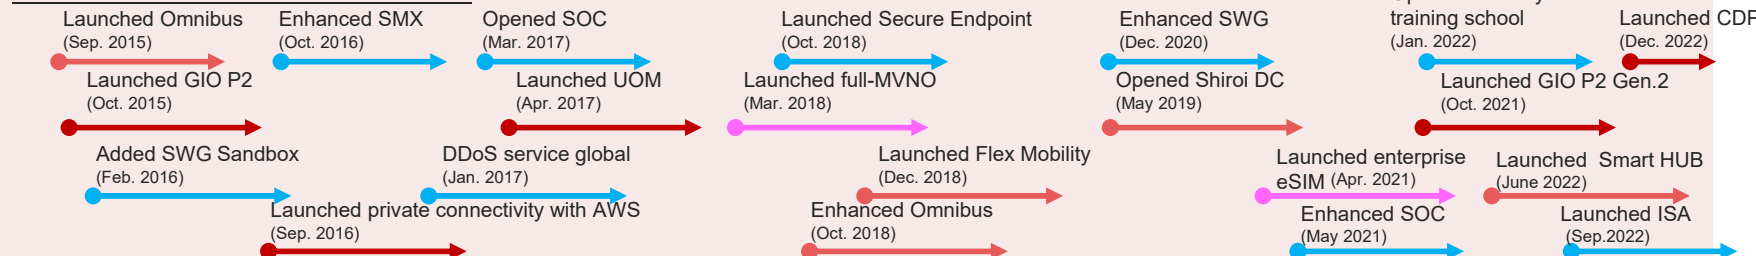 Launched Omnibus
(Sep. 2015)
Enhanced SMX
(Oct. 2016)
Opened SOC
(Mar. 2017)
Launched Secure Endpoint
(Oct. 2018)
Enhanced SWG
(Dec. 2020)
training school
(Jan. 2022)
Launched CDF
(Dec. 2022)
Launched GIO P2
(Oct. 2015)
Launched UOM
(Apr. 2017)
Launched full-MVNO
(Mar. 2018)
Opened Shiroi DC
(May 2019)
Launched GIO P2 Gen.2
(Oct. 2021)
Added SWG Sandbox
(Feb. 2016)
DDoS service global
(Jan. 2017)
Launched Flex Mobility
(Dec. 2018)
Launched enterprise
eSIM (Apr. 2021)
Launched Smart HUB
(June 2022)
Launched private connectivity with AWS
(Sep. 2016)
Enhanced Omnibus
(Oct. 2018)
Enhanced SOC
(May 2021)
Launched ISA
(Sep.2022)